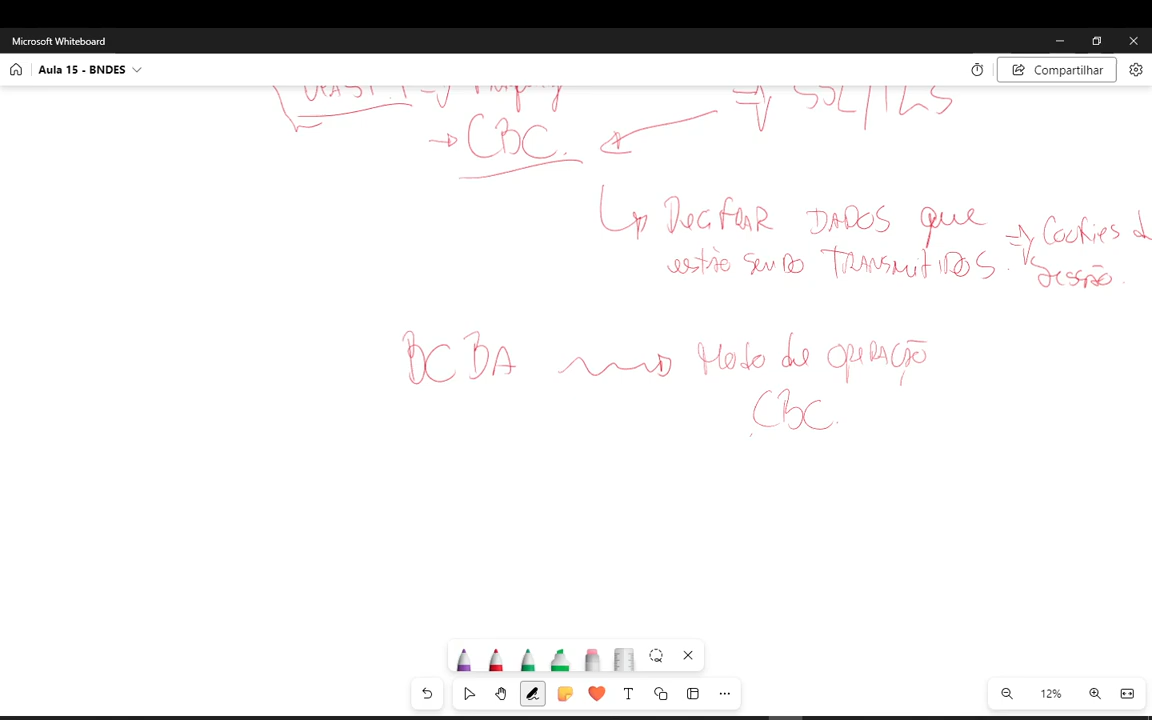 Microsoft Whiteboard
Aula 15 - BNDES
Compartilhar
SSL/TLS
→ CBC.
Decifrar DADOS que
estão sendo TRANSMITIDOS.
Cookies d
sessão.
BCBA
Modo de operação
CBC.
T
12%